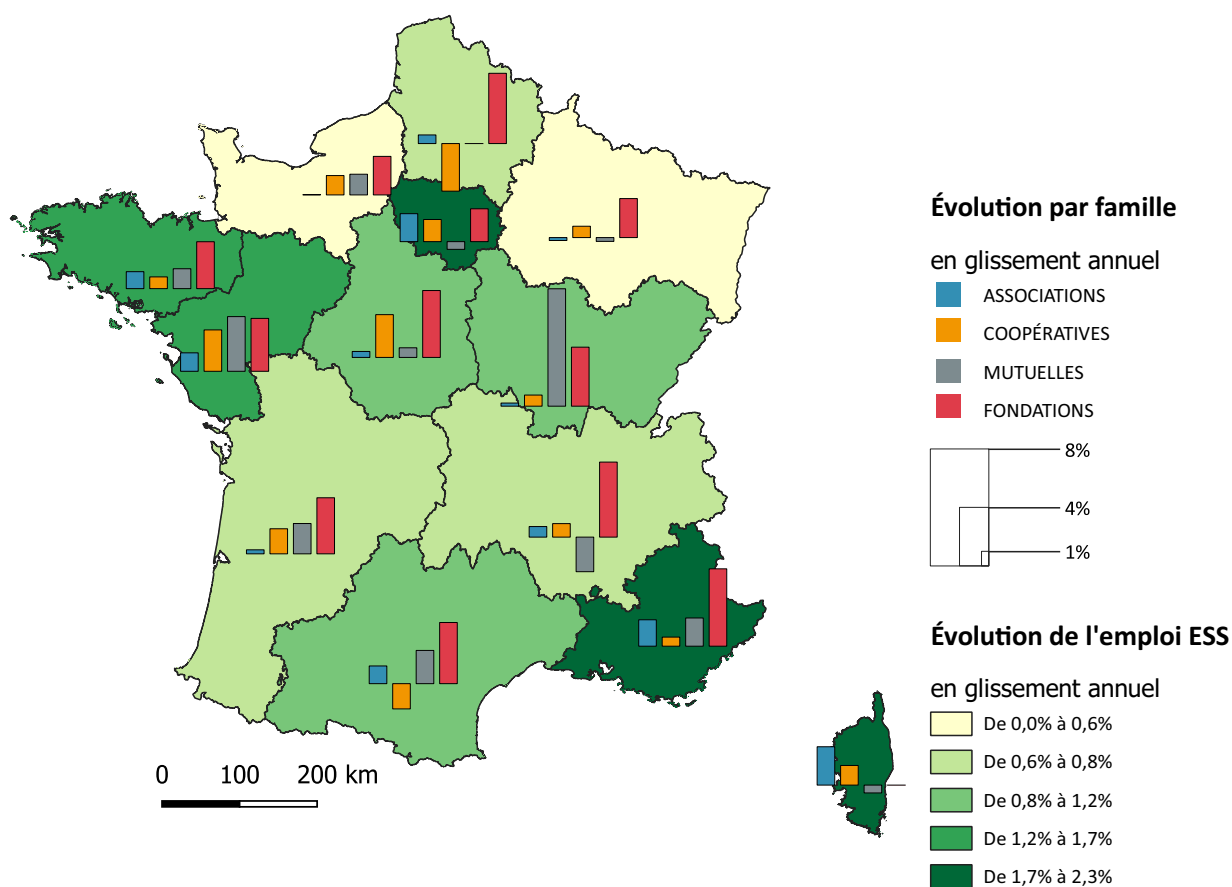 Évolution par famille
en glissement annuel
ASSOCIATIONS
COOPÉRATIVES
MUTUELLES
FONDATIONS
8%
4%
1%
Évolution de l'emploi ESS
en glissement annuel
De 0,0% à 0,6%
De 0,6% à 0,8%
De 0,8% à 1,2%
De 1,2% à 1,7%
De 1,7% à 2,3%
0 100 200 km